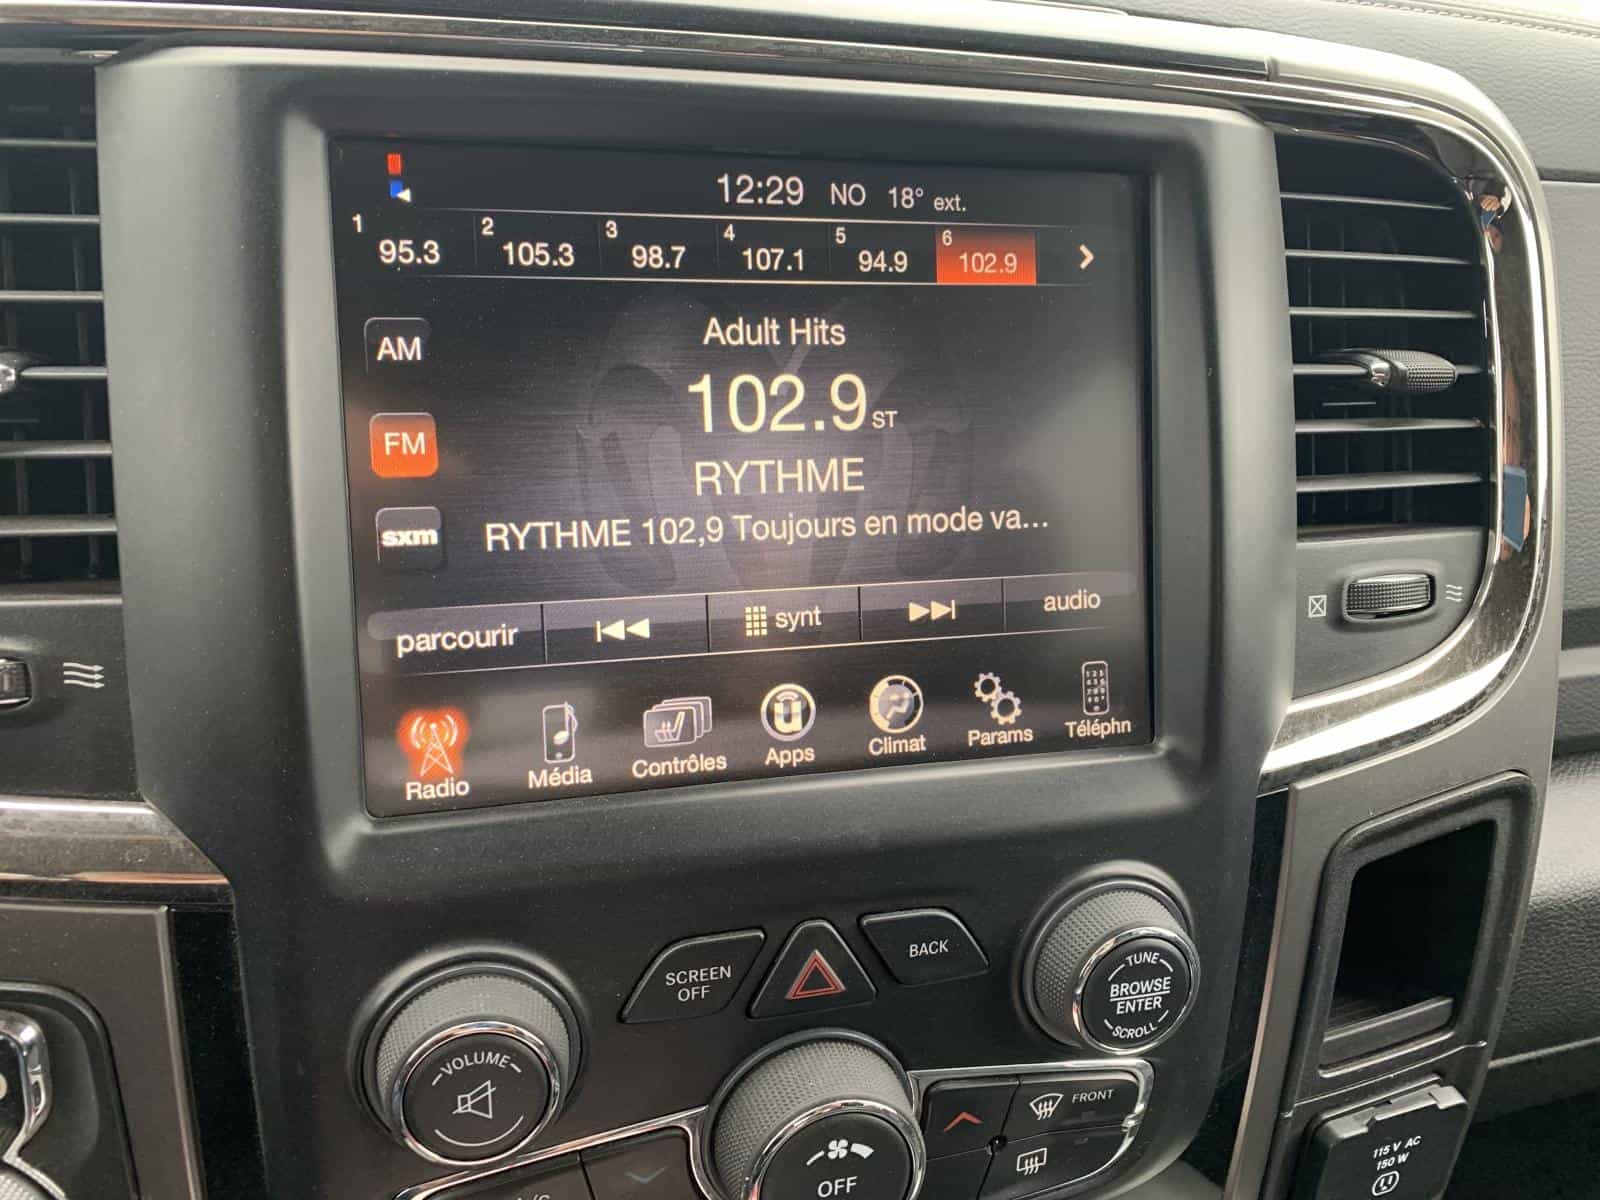 12:29 NO 18° ext.
1 95.3 2 105.3 3 98.7 4 107.1 5 94.9 6 102.9
Adult Hits
AM
102.9 ST
FM
RYTHME
sxm
RYTHME 102,9 Toujours en mode va...
parcourir synt audio
Radio Média Contrôles Apps Climat Params Téléphn
SCREEN OFF
BACK
TUNE
BROWSE
ENTER
SCROLL
VOLUME
FRONT
OFF
115 V AC
150 W